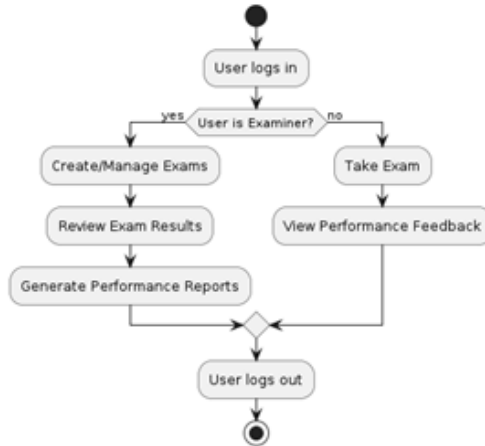 User logs in
yes
User is Examiner?
no
Create/Manage Exams
Take Exam
Review Exam Results
View Performance Feedback
Generate Performance Reports
User logs out